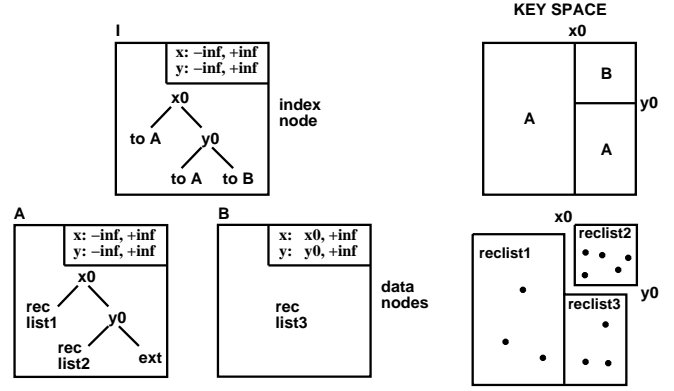 KEY SPACE
I
x0
x: –inf, +inf
y: –inf, +inf
B
x0
index
node
y0
A
to A
y0
A
to A
to B
A
B
x0
x: –inf, +inf
y: –inf, +inf
x: x0, +inf
y: y0, +inf
reclist2
reclist1
x0
data
nodes
y0
rec
list1
y0
rec
list3
reclist3
rec
list2
ext